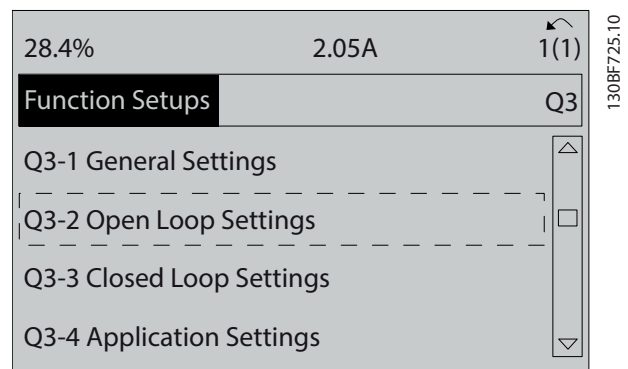 28.4% 2.05A 1(1)
Function Setups Q3
Q3-1 General Settings
Q3-2 Open Loop Settings
Q3-3 Closed Loop Settings
Q3-4 Application Settings
130BF725.10